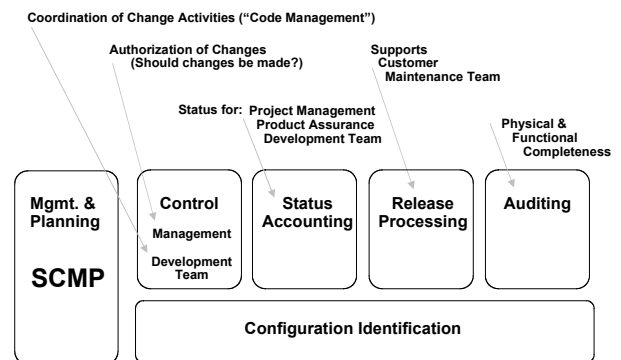 Coordination of Change Activities (“Code Management”)
Authorization of Changes
(Should changes be made?)
Supports
Customer
Maintenance Team
Status for: Project Management
Product Assurance
Development Team
Physical &
Functional
Completeness
Mgmt. &
Planning
SCMP
Control
Management
Development
Team
Status
Accounting
Release
Processing
Auditing
Configuration Identification